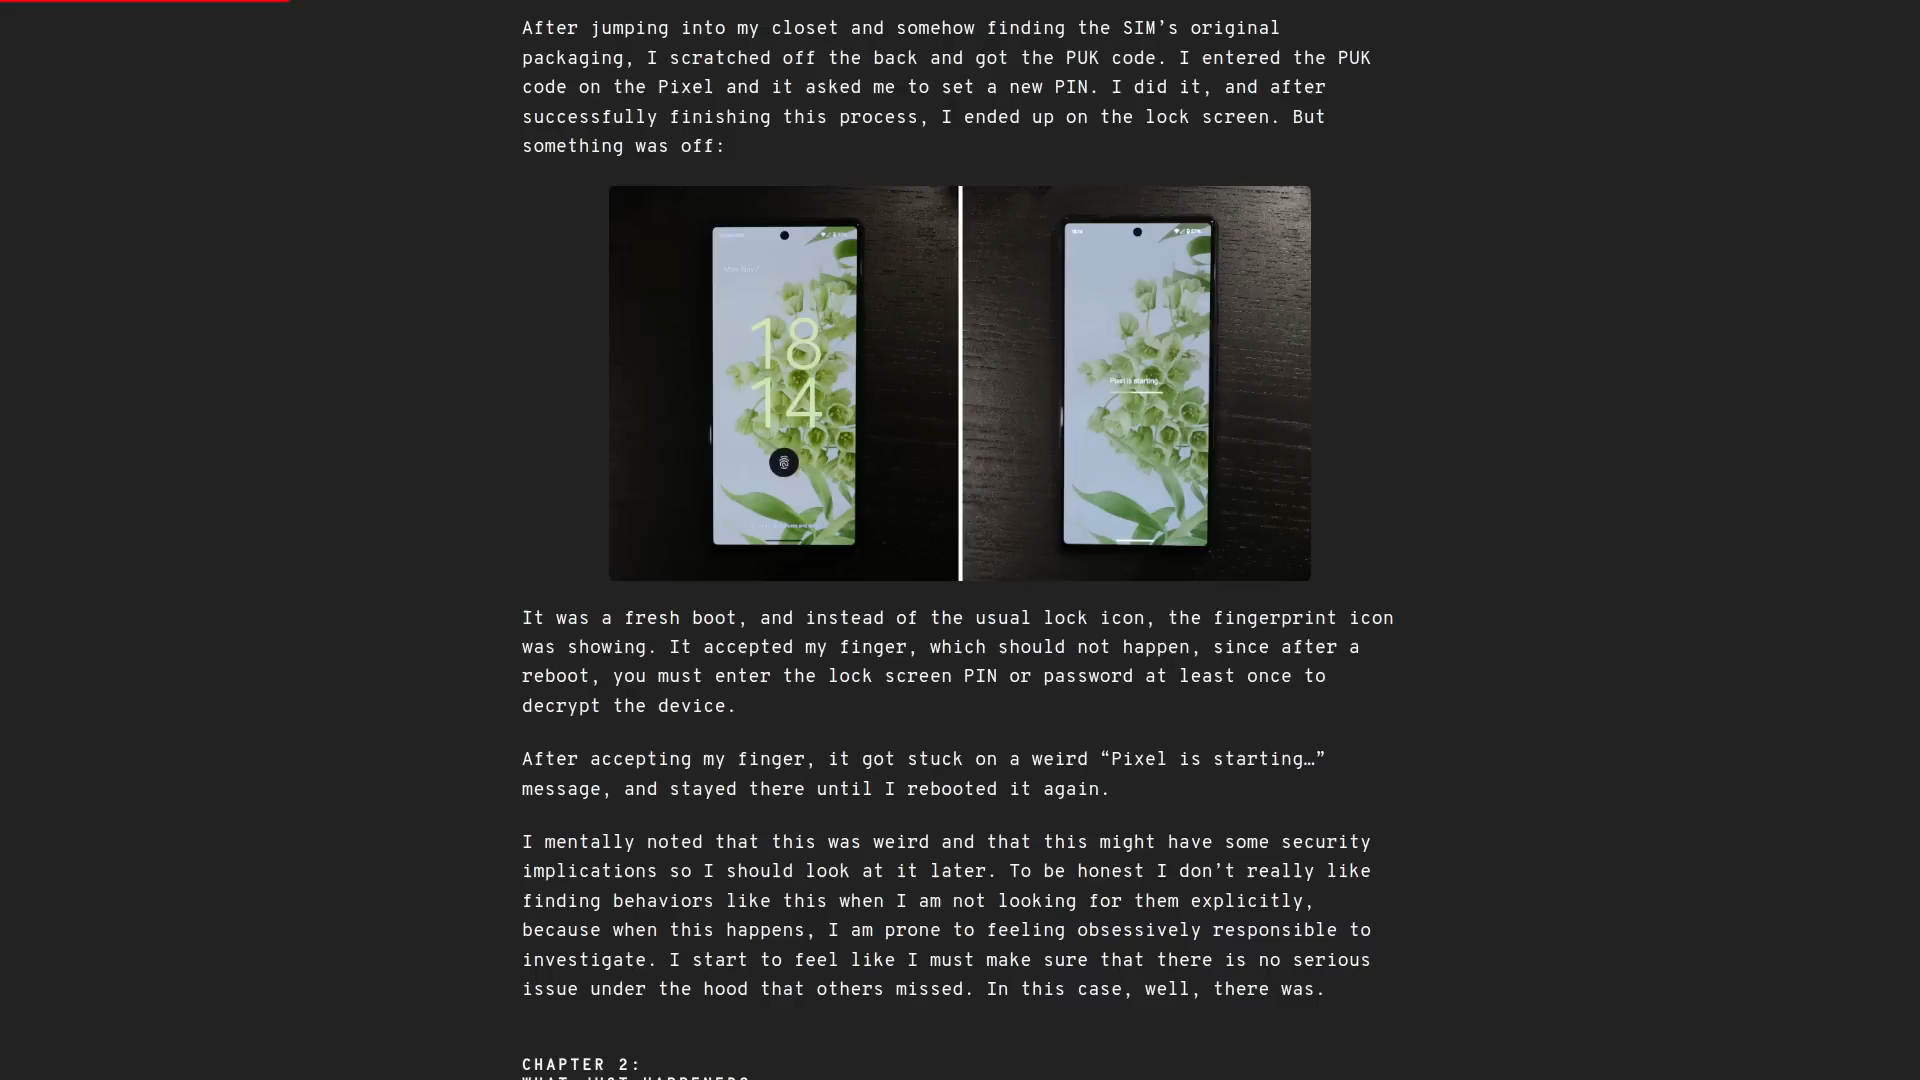 After jumping into my closet and somehow finding the SIM’s original
packaging, I scratched off the back and got the PUK code. I entered the PUK
code on the Pixel and it asked me to set a new PIN. I did it, and after
successfully finishing this process, I ended up on the lock screen. But
something was off:
Mon, Nov 7
18
14
Pixel is starting…
It was a fresh boot, and instead of the usual lock icon, the fingerprint icon
was showing. It accepted my finger, which should not happen, since after a
reboot, you must enter the lock screen PIN or password at least once to
decrypt the device.
After accepting my finger, it got stuck on a weird “Pixel is starting…”
message, and stayed there until I rebooted it again.
I mentally noted that this was weird and that this might have some security
implications so I should look at it later. To be honest I don’t really like
finding behaviors like this when I am not looking for them explicitly,
because when this happens, I am prone to feeling obsessively responsible to
investigate. I start to feel like I must make sure that there is no serious
issue under the hood that others missed. In this case, well, there was.
CHAPTER 2:
WHAT JUST HAPPENED?